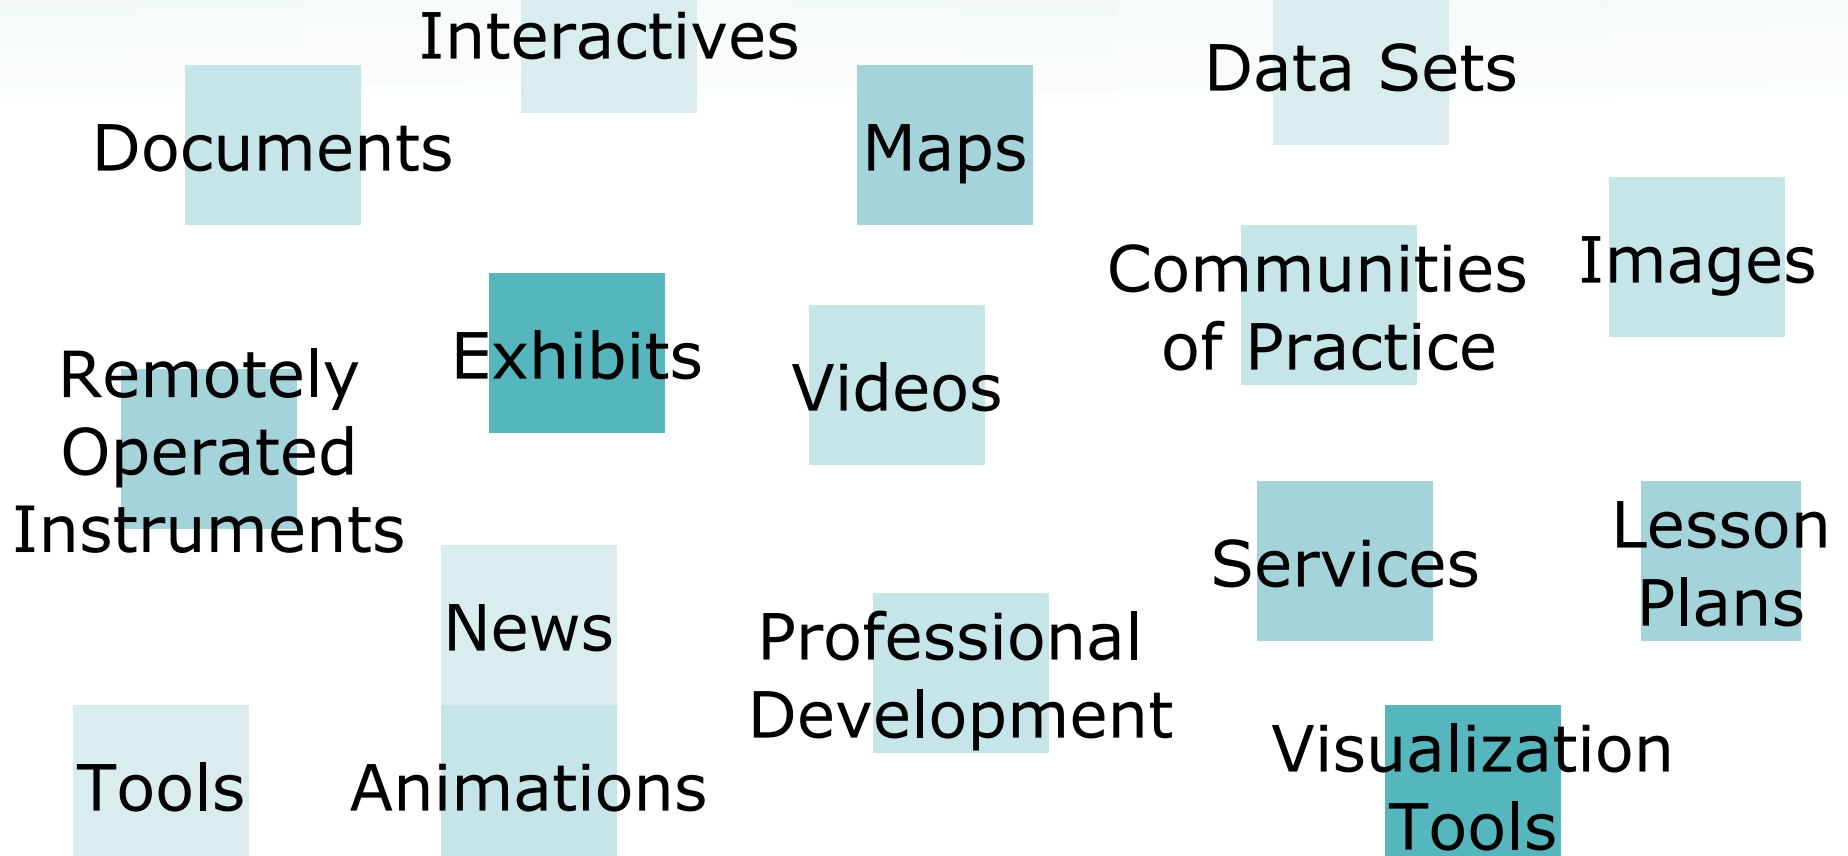 Interactives
Data Sets
Documents
Maps
Communities
of Practice
Images
Exhibits
Videos
Remotely
Operated
Instruments
Services
Lesson
Plans
News
Professional
Development
Tools
Animations
Visualization
Tools